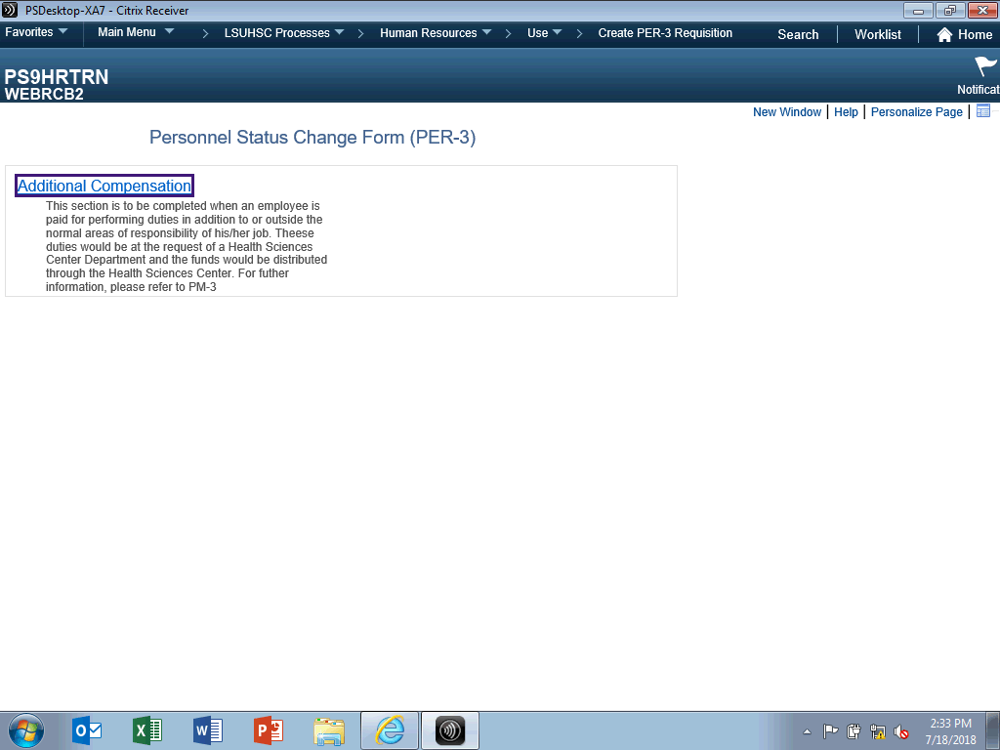 PSDesktop-XA7 - Citrix Receiver
Favorites Main Menu LSUHSC Processes Human Resources Use Create PER-3 Requisition Search Worklist Home
PS9HRTRN
WEBRCB2
Notificat
New Window | Help | Personalize Page |
Personnel Status Change Form (PER-3)
Additional Compensation
This section is to be completed when an employee is
paid for performing duties in addition to or outside the
normal areas of responsibility of his/her job. Theese
duties would be at the request of a Health Sciences
Center Department and the funds would be distributed
through the Health Sciences Center. For futher
information, please refer to PM-3
2:33 PM
7/18/2018